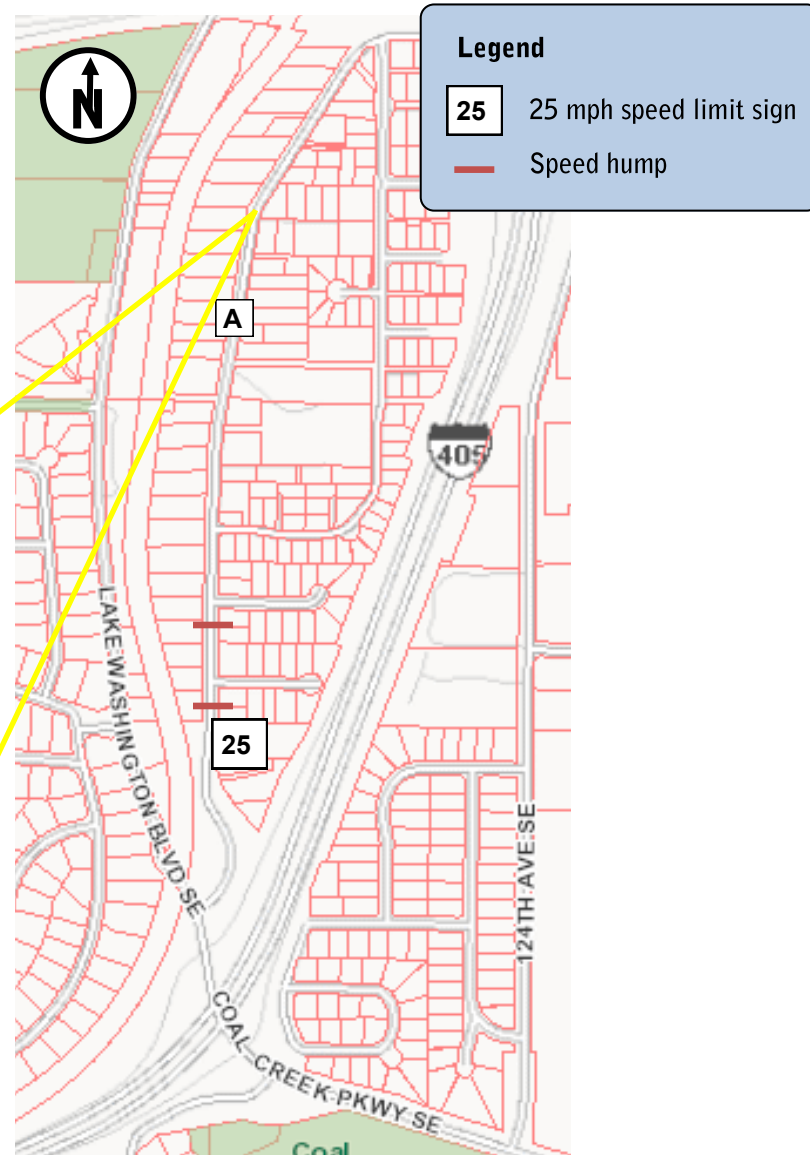 N
Legend
25 25 mph speed limit sign
Speed hump
A
405
25
LAKE WASHINGTON BLVD SE
124TH AVE SE
COAL CREEK PKWY SE
Coal